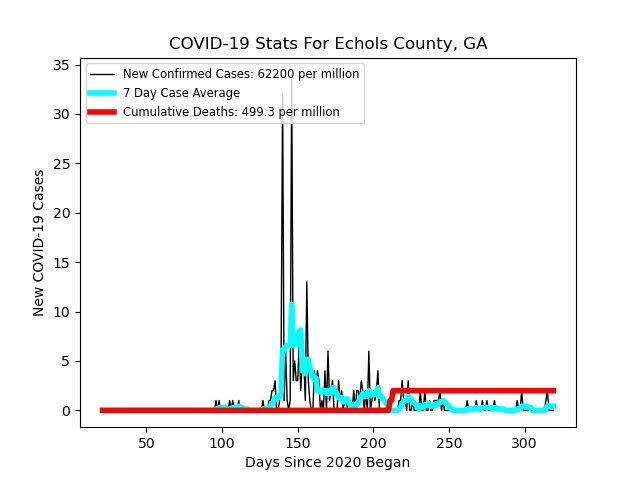 COVID-19 Stats For Echols County, GA
New Confirmed Cases: 62200 per million
7 Day Case Average
Cumulative Deaths: 499.3 per million
New COVID-19 Cases
35
30
25
20
15
10
5
0
50
100
150
200
250
300
Days Since 2020 Began